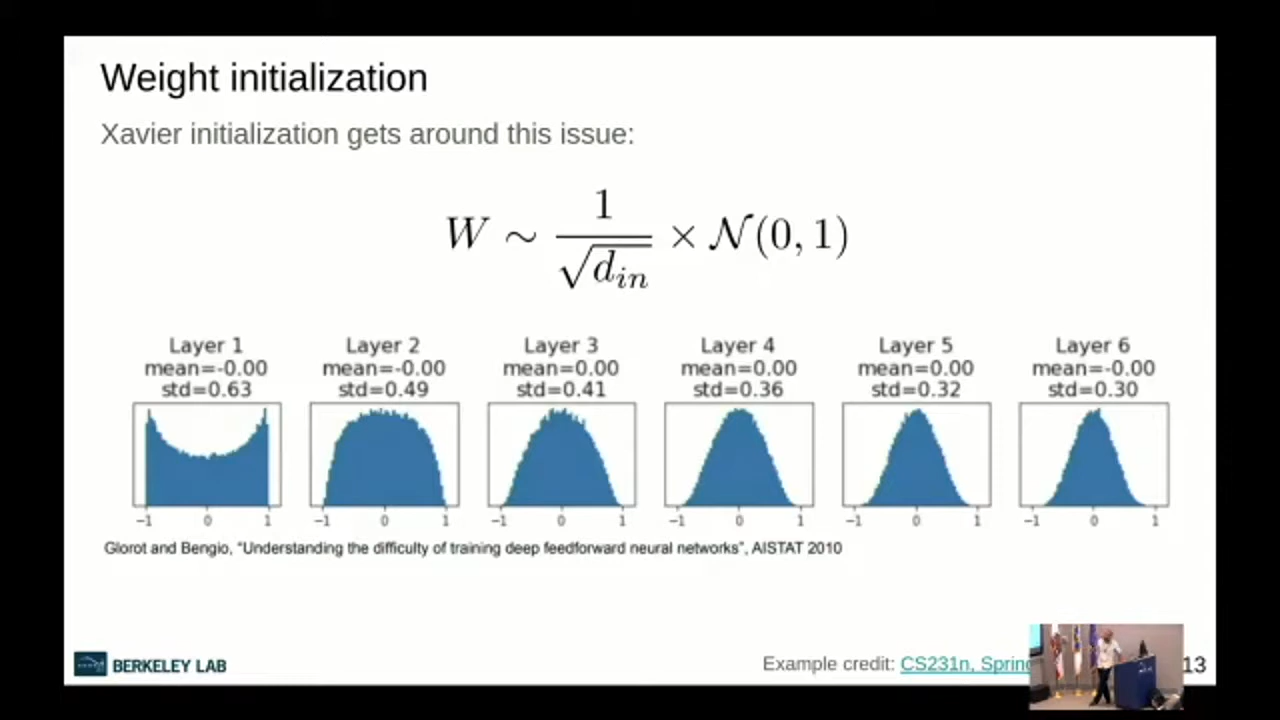 Weight initialization
Xavier initialization gets around this issue:
W ∼ 1/√d_in × N(0, 1)
Layer 1 Layer 2 Layer 3 Layer 4 Layer 5 Layer 6
mean=-0.00 mean=-0.00 mean=0.00 mean=0.00 mean=0.00 mean=-0.00
std=0.63 std=0.49 std=0.41 std=0.36 std=0.32 std=0.30
−1 0 1 −1 0 1 −1 0 1 −1 0 1 −1 0 1 −1 0 1
Glorot and Bengio, “Understanding the difficulty of training deep feedforward neural networks”, AISTAT 2010
BERKELEY LAB
Example credit: CS231n, Spring
13